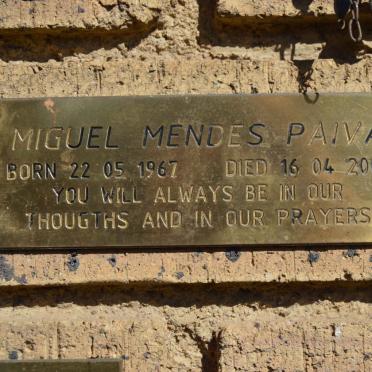 MIGUEL MENDES PAIVA
BORN 22 05 1967 DIED 16 04
YOU WILL ALWAYS BE IN OUR
THOUGTHS AND IN OUR PRAYERS